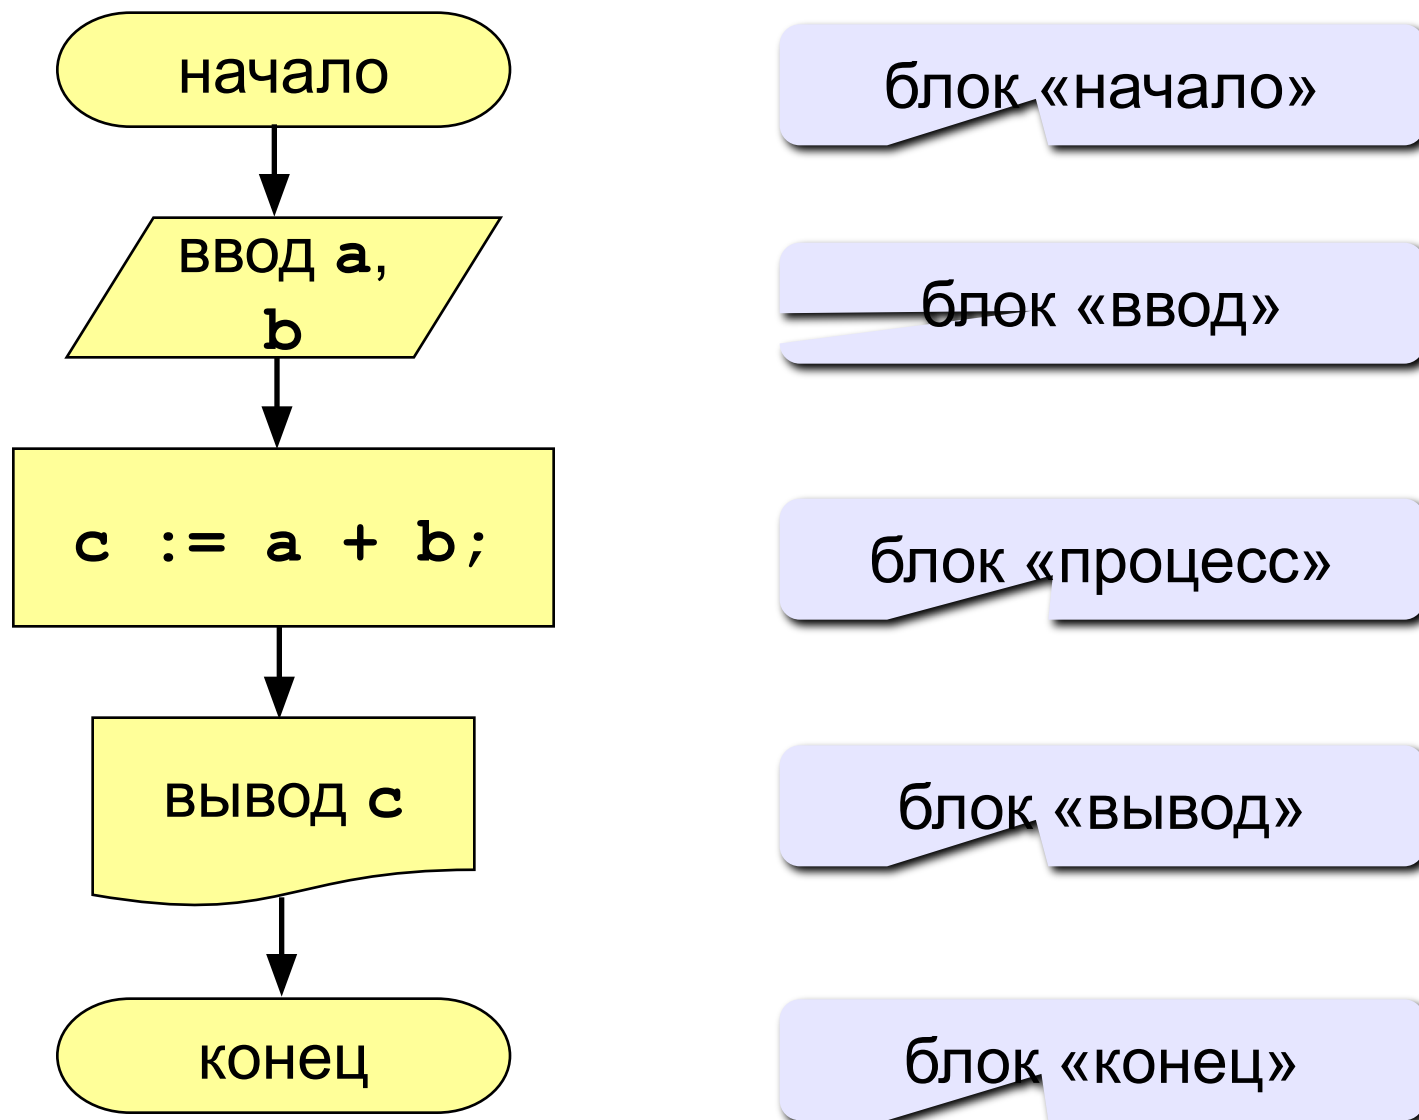 начало
блок «начало»
ввод a,
b
блок «ввод»
c := a + b;
блок «процесс»
вывод c
блок «вывод»
конец
блок «конец»